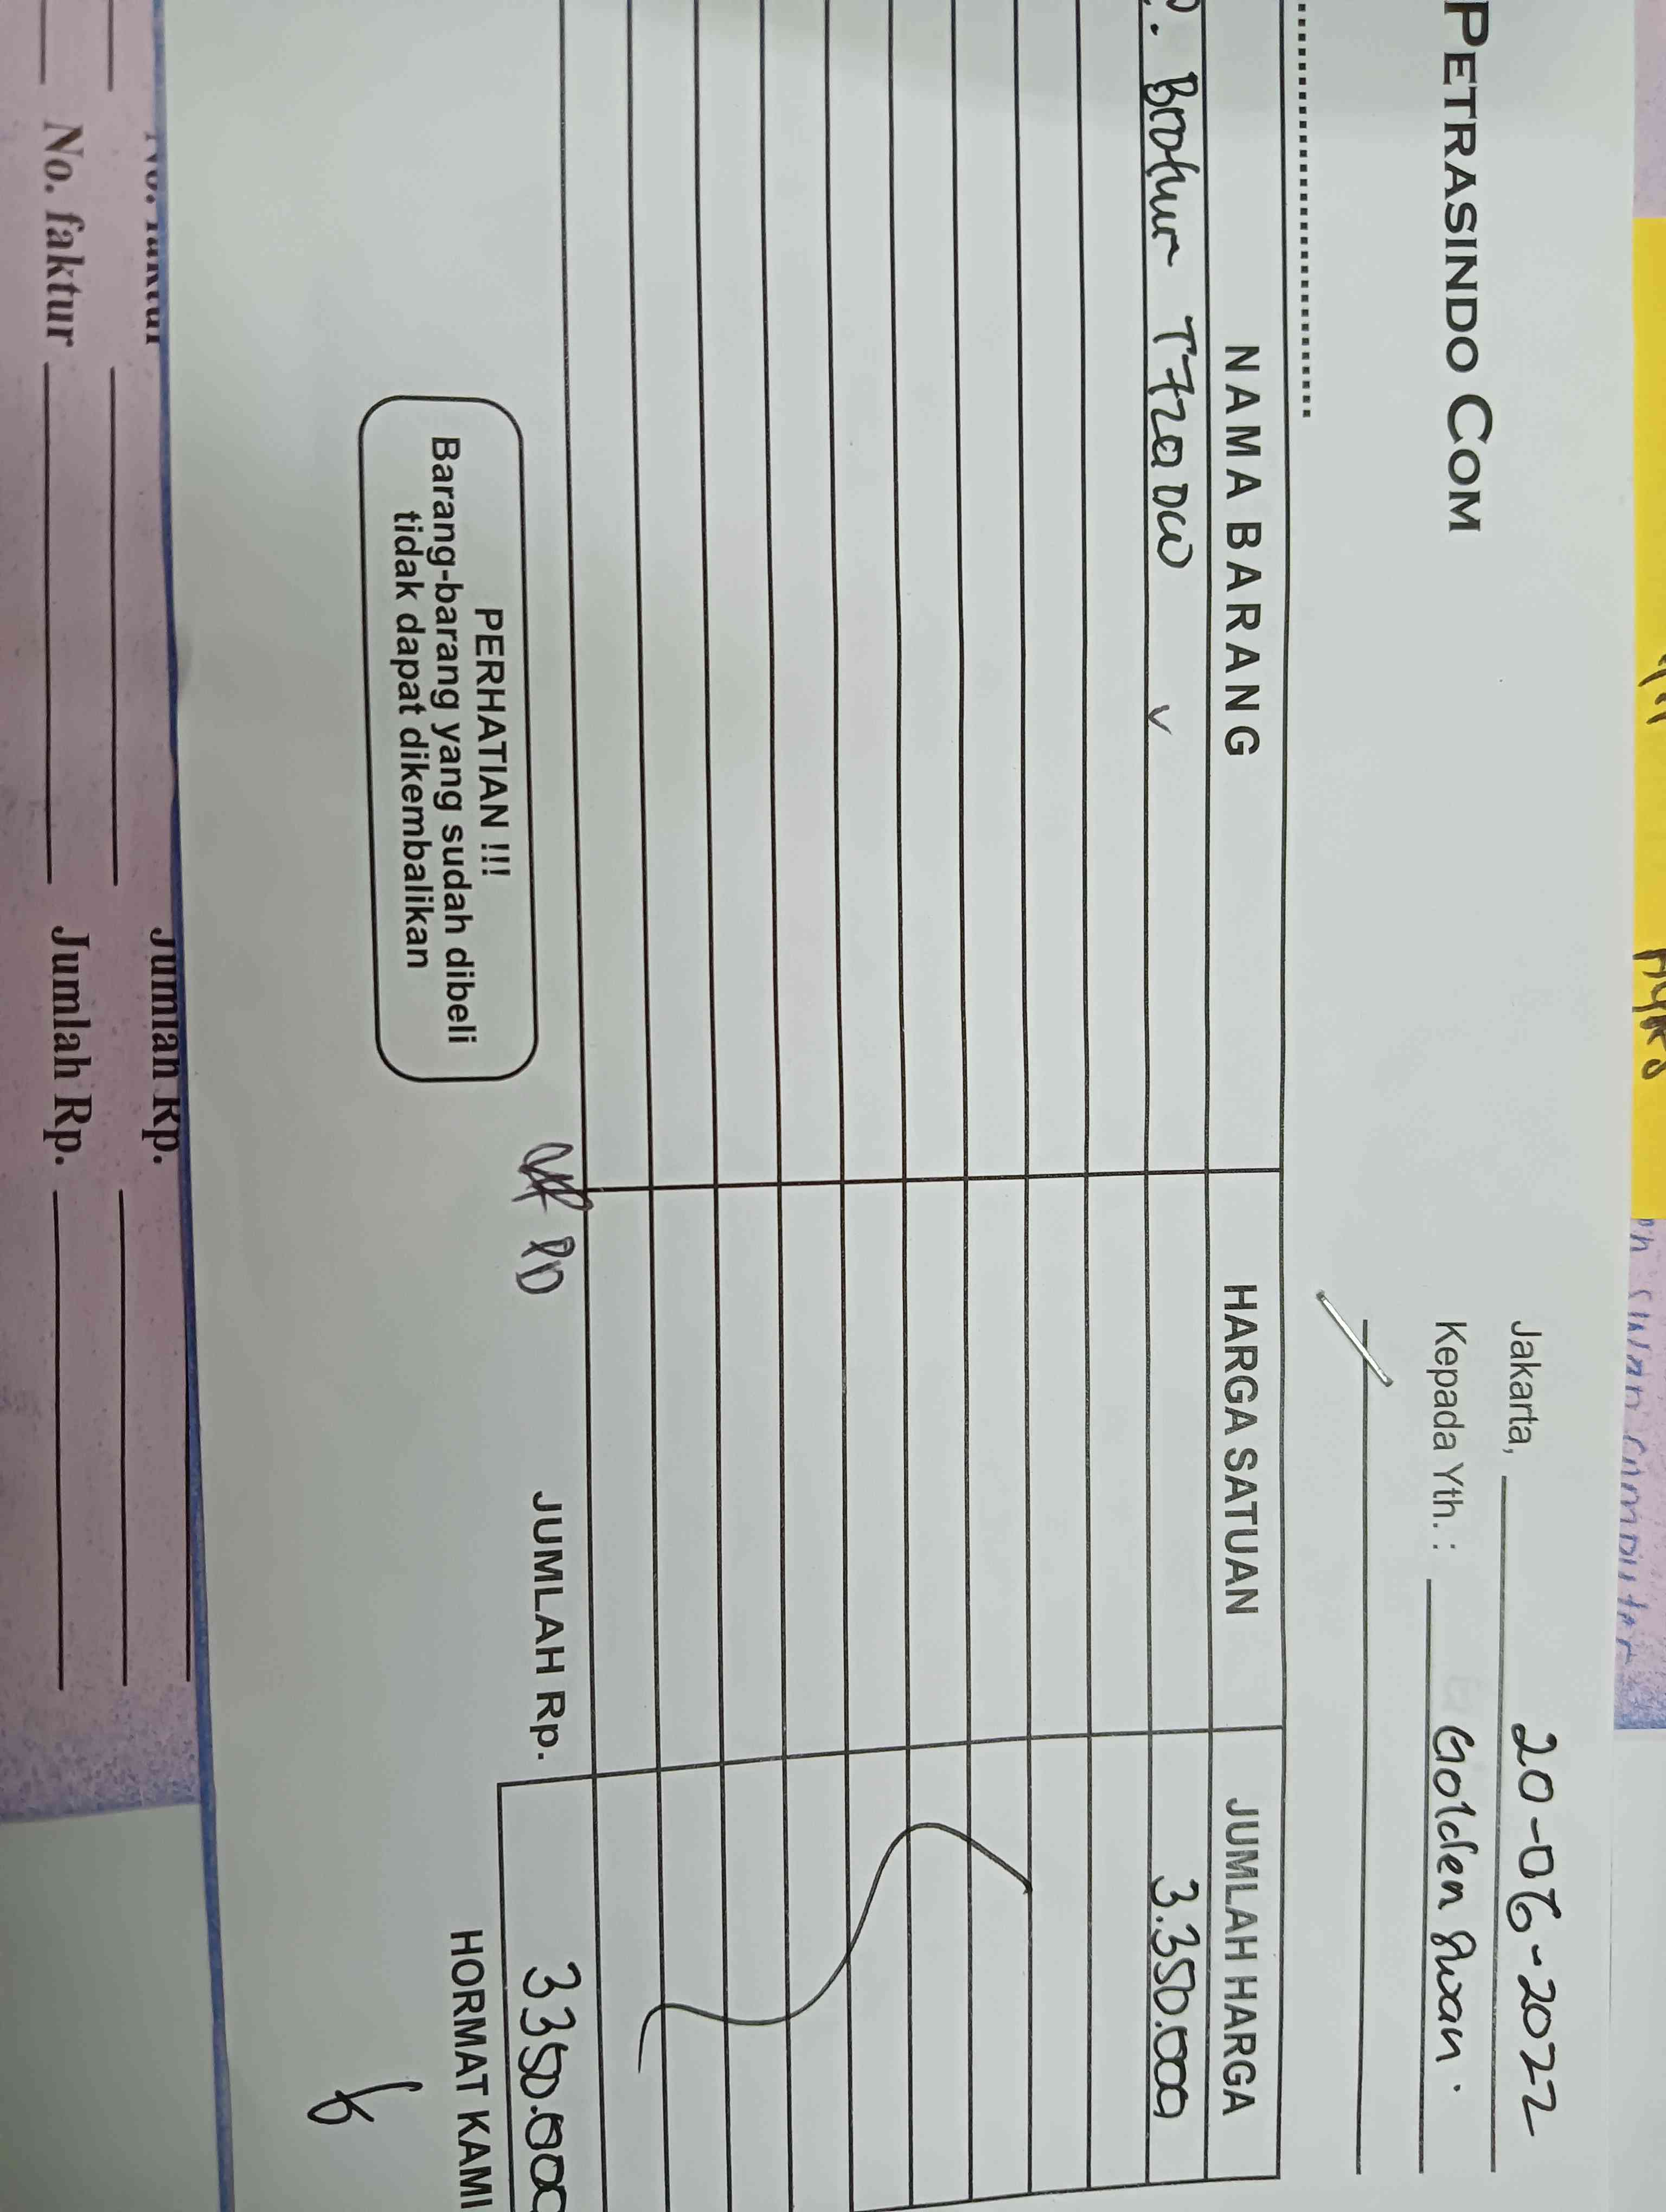 PETRASINDO COM
Jakarta, 20-06-2022
Kepada Yth. : Golden Swan.
NAMA BARANG HARGA SATUAN JUMLAH HARGA
. Brother T720 DW 3.350.000
JUMLAH Rp. 3350.000
PD
PERHATIAN !!!
Barang-barang yang sudah dibeli
tidak dapat dikembalikan
HORMAT KAMI
Jumlah Rp.
No. faktur Jumlah Rp.